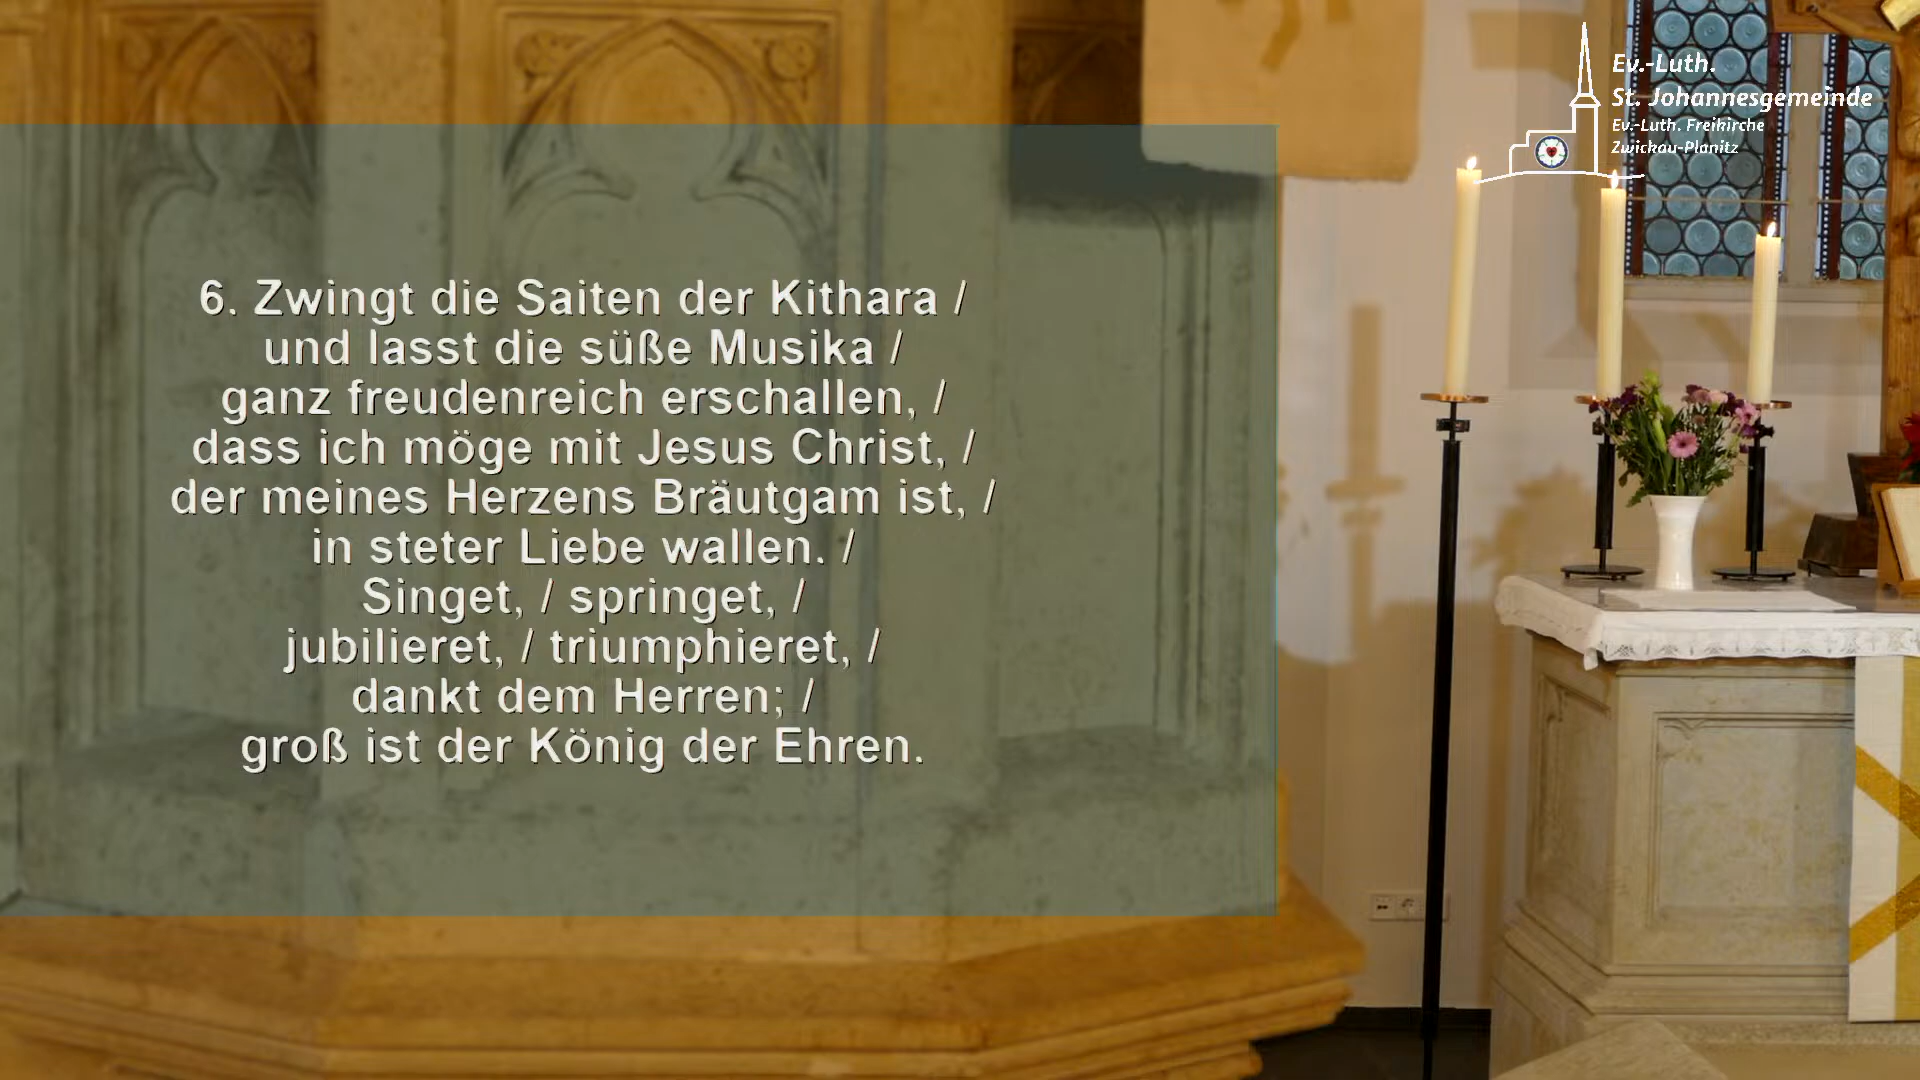 Ev.-Luth.
St. Johannesgemeinde
Ev.-Luth. Freikirche
Zwickau-Planitz
6. Zwingt die Saiten der Kithara /
und lasst die süße Musika /
ganz freudenreich erschallen, /
dass ich möge mit Jesus Christ, /
der meines Herzens Bräutgam ist, /
in steter Liebe wallen. /
Singet, / springet, /
jubilieret, / triumphieret, /
dankt dem Herren; /
groß ist der König der Ehren.